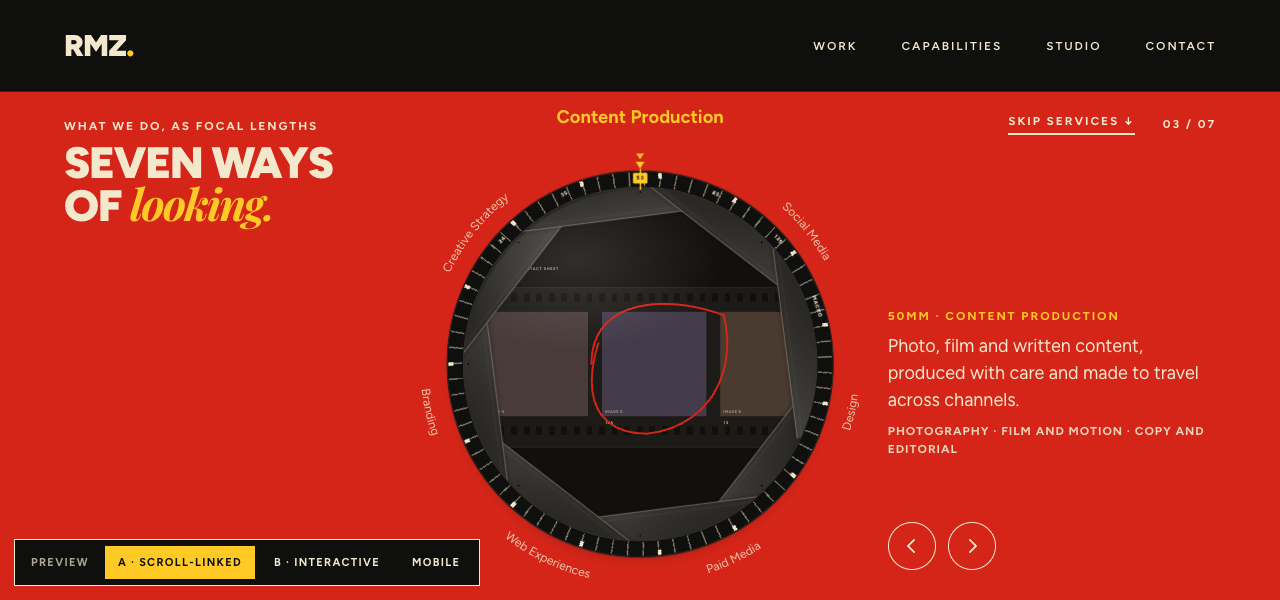 RMZ.
WORK
CAPABILITIES
STUDIO
CONTACT
WHAT WE DO, AS FOCAL LENGTHS
SEVEN WAYS
OF looking.
Content Production
SKIP SERVICES ↓
03 / 07
Creative Strategy
Social Media
Branding
Design
Web Experiences
Paid Media
50MM · CONTENT PRODUCTION
Photo, film and written content,
produced with care and made to travel
across channels.
PHOTOGRAPHY · FILM AND MOTION · COPY AND
EDITORIAL
PREVIEW
A · SCROLL-LINKED
B · INTERACTIVE
MOBILE